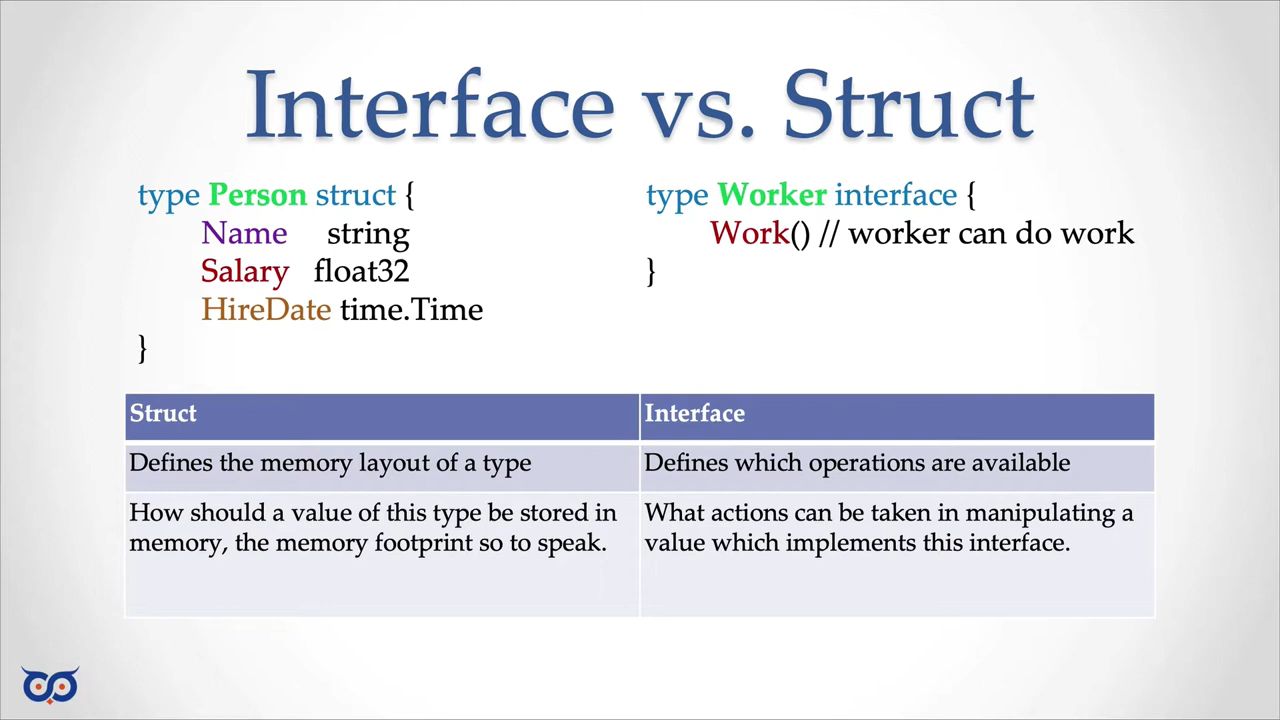 Interface vs. Struct
type Person struct {
Name string
Salary float32
HireDate time.Time
}
type Worker interface {
Work() // worker can do work
}
Struct
Interface
Defines the memory layout of a type
Defines which operations are available
How should a value of this type be stored in
memory, the memory footprint so to speak.
What actions can be taken in manipulating a
value which implements this interface.